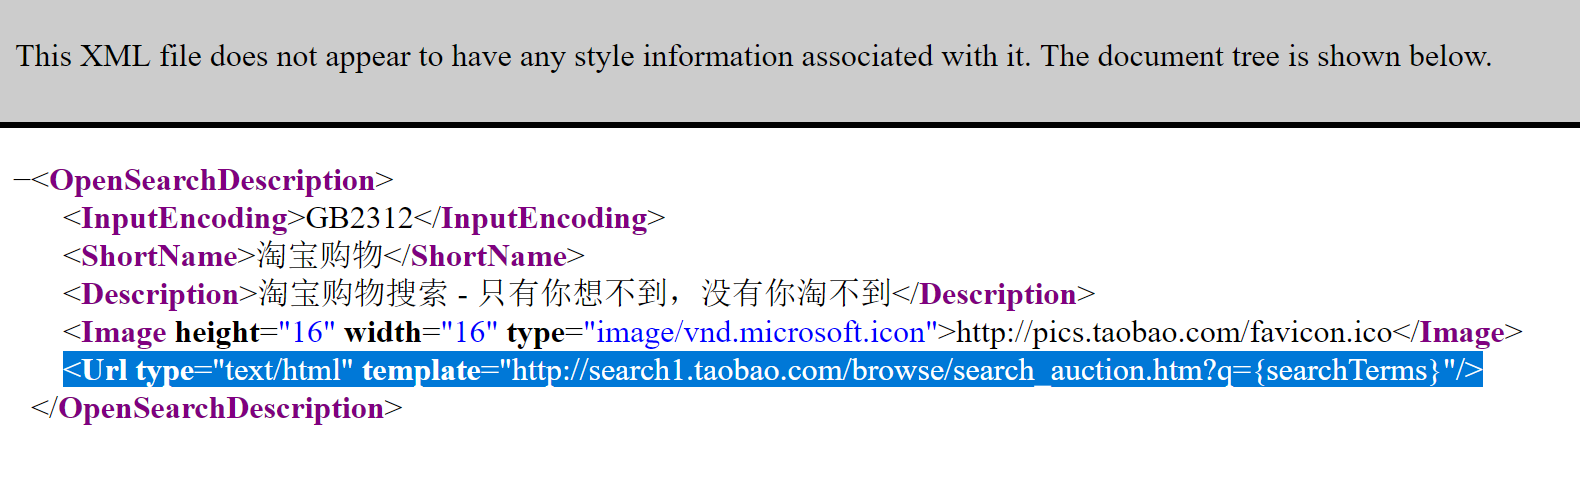 This XML file does not appear to have any style information associated with it. The document tree is shown below.
−<OpenSearchDescription>
<InputEncoding>GB2312</InputEncoding>
<ShortName>淘宝购物</ShortName>
<Description>淘宝购物搜索 - 只有你想不到，没有你淘不到</Description>
<Image height="16" width="16" type="image/vnd.microsoft.icon">http://pics.taobao.com/favicon.ico</Image>
<Url type="text/html" template="http://search1.taobao.com/browse/search_auction.htm?q={searchTerms}"/>
</OpenSearchDescription>